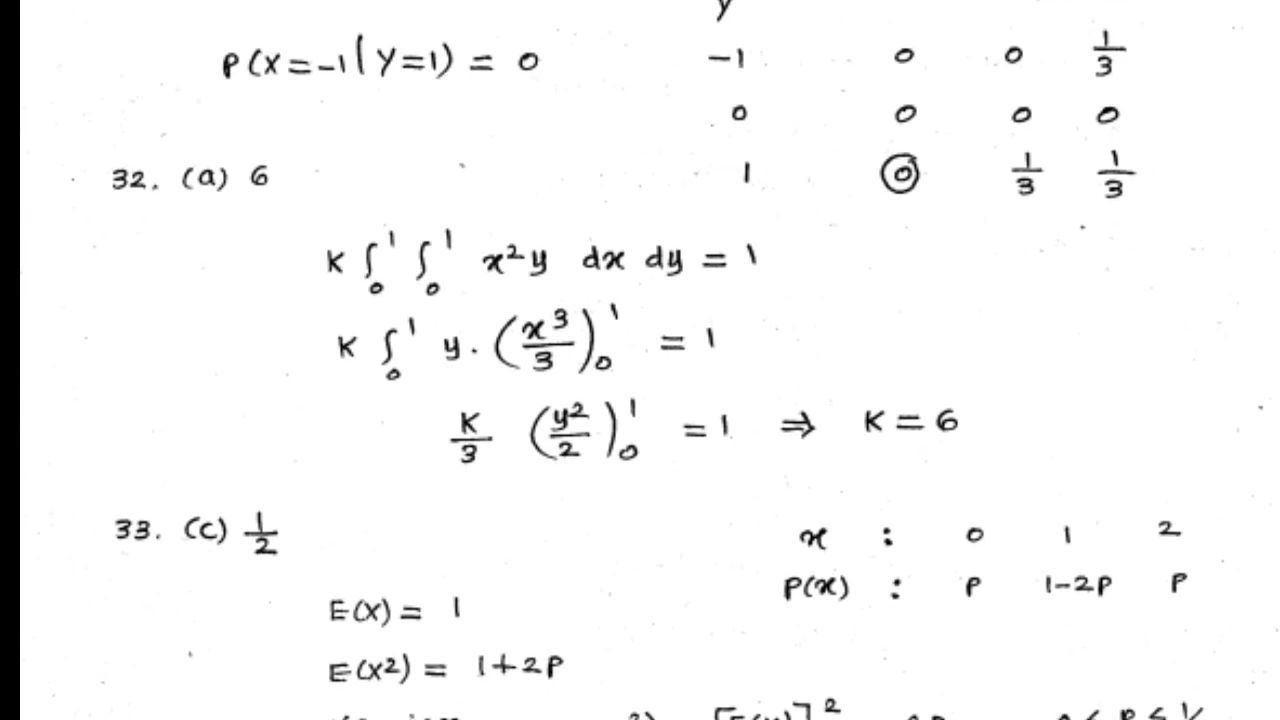 y
P(X=-1|Y=1) = 0    -1    0    0    1/3
0    0    0    0
32. (a) 6    1    0    1/3    1/3
K ∫₀¹ ∫₀¹ x²y dx dy = 1
K ∫₀¹ y. (x³/3)₀¹ = 1
K/3 (y²/2)₀¹ = 1 ⇒ K = 6
33. (c) 1/2    x : 0    1    2
P(x) : P    1-2P    P
E(X) = 1
E(X²) = 1+2P